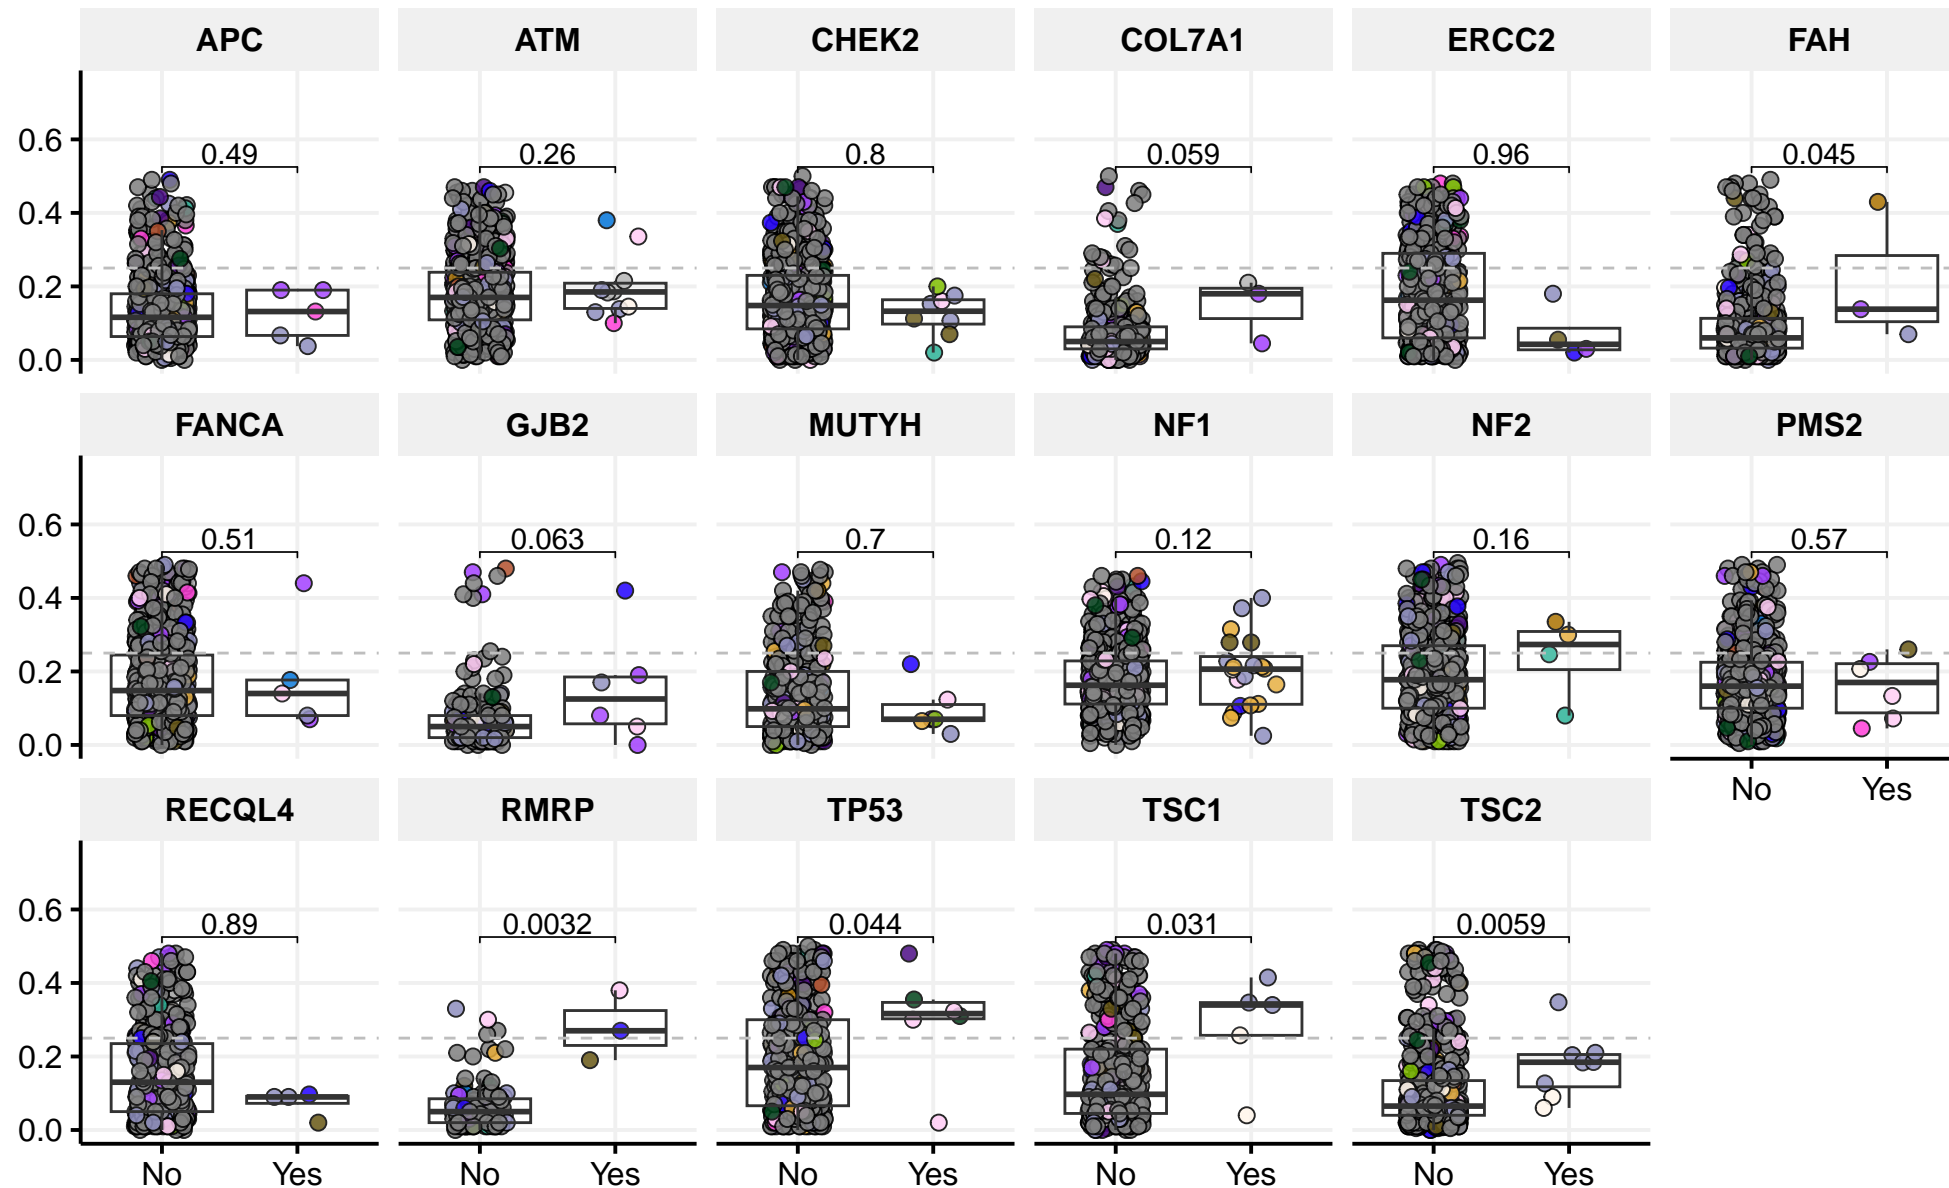 APC ATM CHEK2 COL7A1 ERCC2 FAH
0.6
0.49 0.26 0.8 0.059 0.96 0.045
0.4
0.2
0.0
FANCA GJB2 MUTYH NF1 NF2 PMS2
0.6
0.51 0.063 0.7 0.12 0.16 0.57
0.4
0.2
0.0
No Yes
RECQL4 RMRP TP53 TSC1 TSC2
0.6
0.89 0.0032 0.044 0.031 0.0059
0.4
0.2
0.0
No Yes No Yes No Yes No Yes No Yes